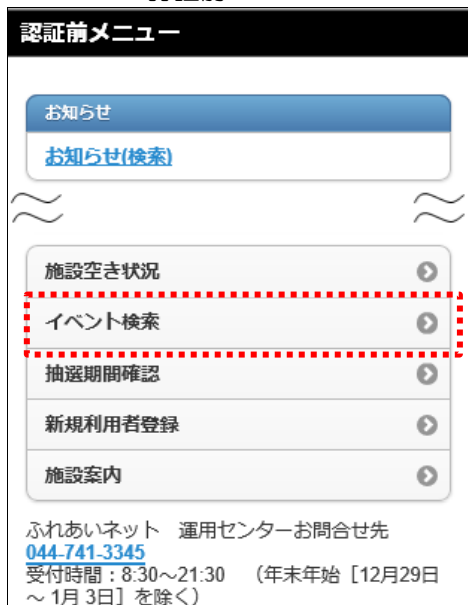 認証前メニュー
お知らせ
お知らせ(検索)
施設空き状況
イベント検索
抽選期間確認
新規利用者登録
施設案内
ふれあいネット　運用センターお問合せ先
044-741-3345
受付時間：8:30～21:30　（年末年始［12月29日
～ 1月 3日］を除く）